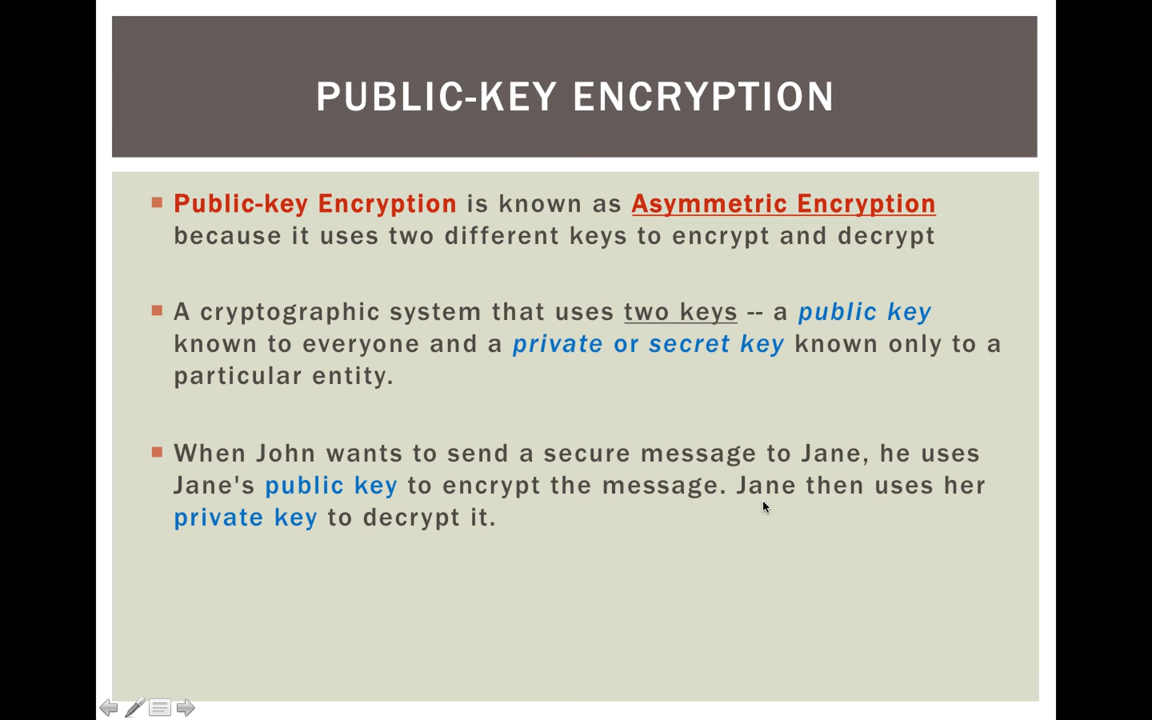 PUBLIC-KEY ENCRYPTION
Public-key Encryption is known as Asymmetric Encryption
because it uses two different keys to encrypt and decrypt
A cryptographic system that uses two keys -- a public key
known to everyone and a private or secret key known only to a
particular entity.
When John wants to send a secure message to Jane, he uses
Jane's public key to encrypt the message. Jane then uses her
private key to decrypt it.